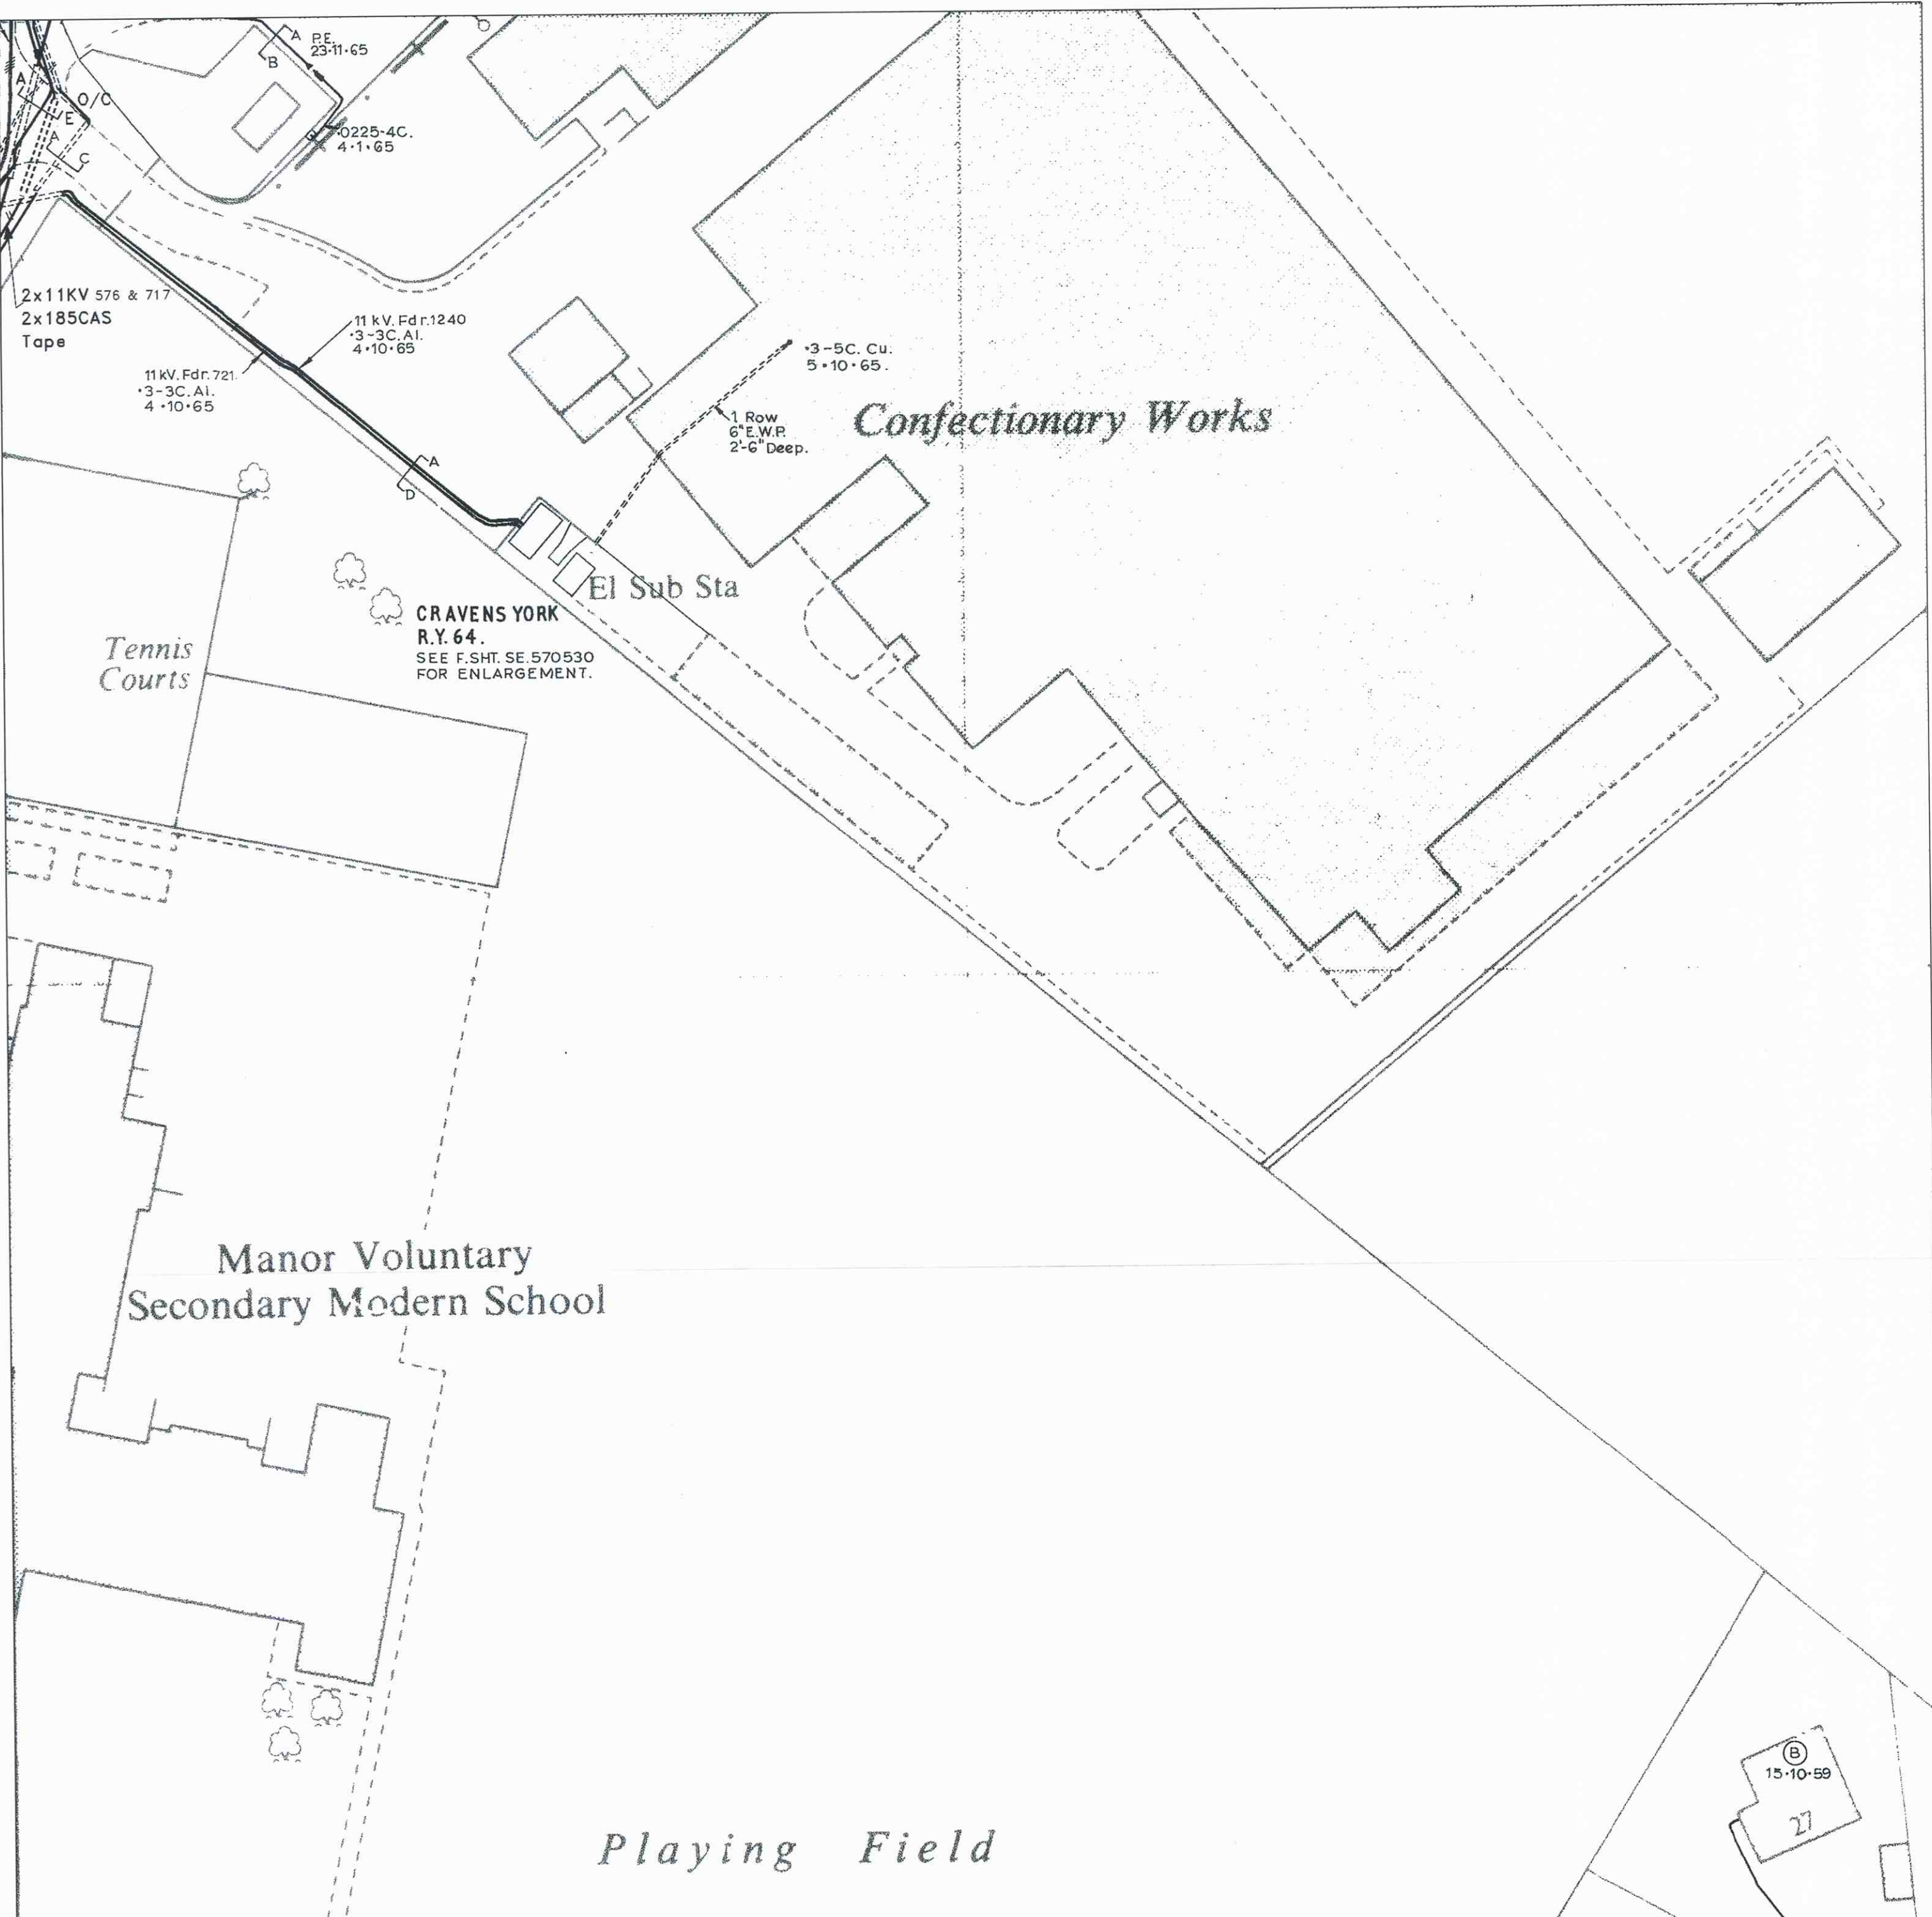 A P.E.
23·11·65
B
A
O/C
E
A
C
·0225-4C.
4·1·65
2x11KV 576 & 717
2x185CAS
Tape
11 kV. Fdr.1240
·3-3C.Al.
4·10·65
11 kV. Fdr. 721.
·3-3C.Al.
4·10·65
·3-5C. Cu.
5·10·65.
1 Row
6" E.W.P.
2'-6" Deep.
Confectionary Works
A
D
El Sub Sta
CRAVENS YORK
R.Y. 64.
SEE F.SHT. SE.570530
FOR ENLARGEMENT.
Tennis
Courts
Manor Voluntary
Secondary Modern School
B
15·10·59
27
Playing Field